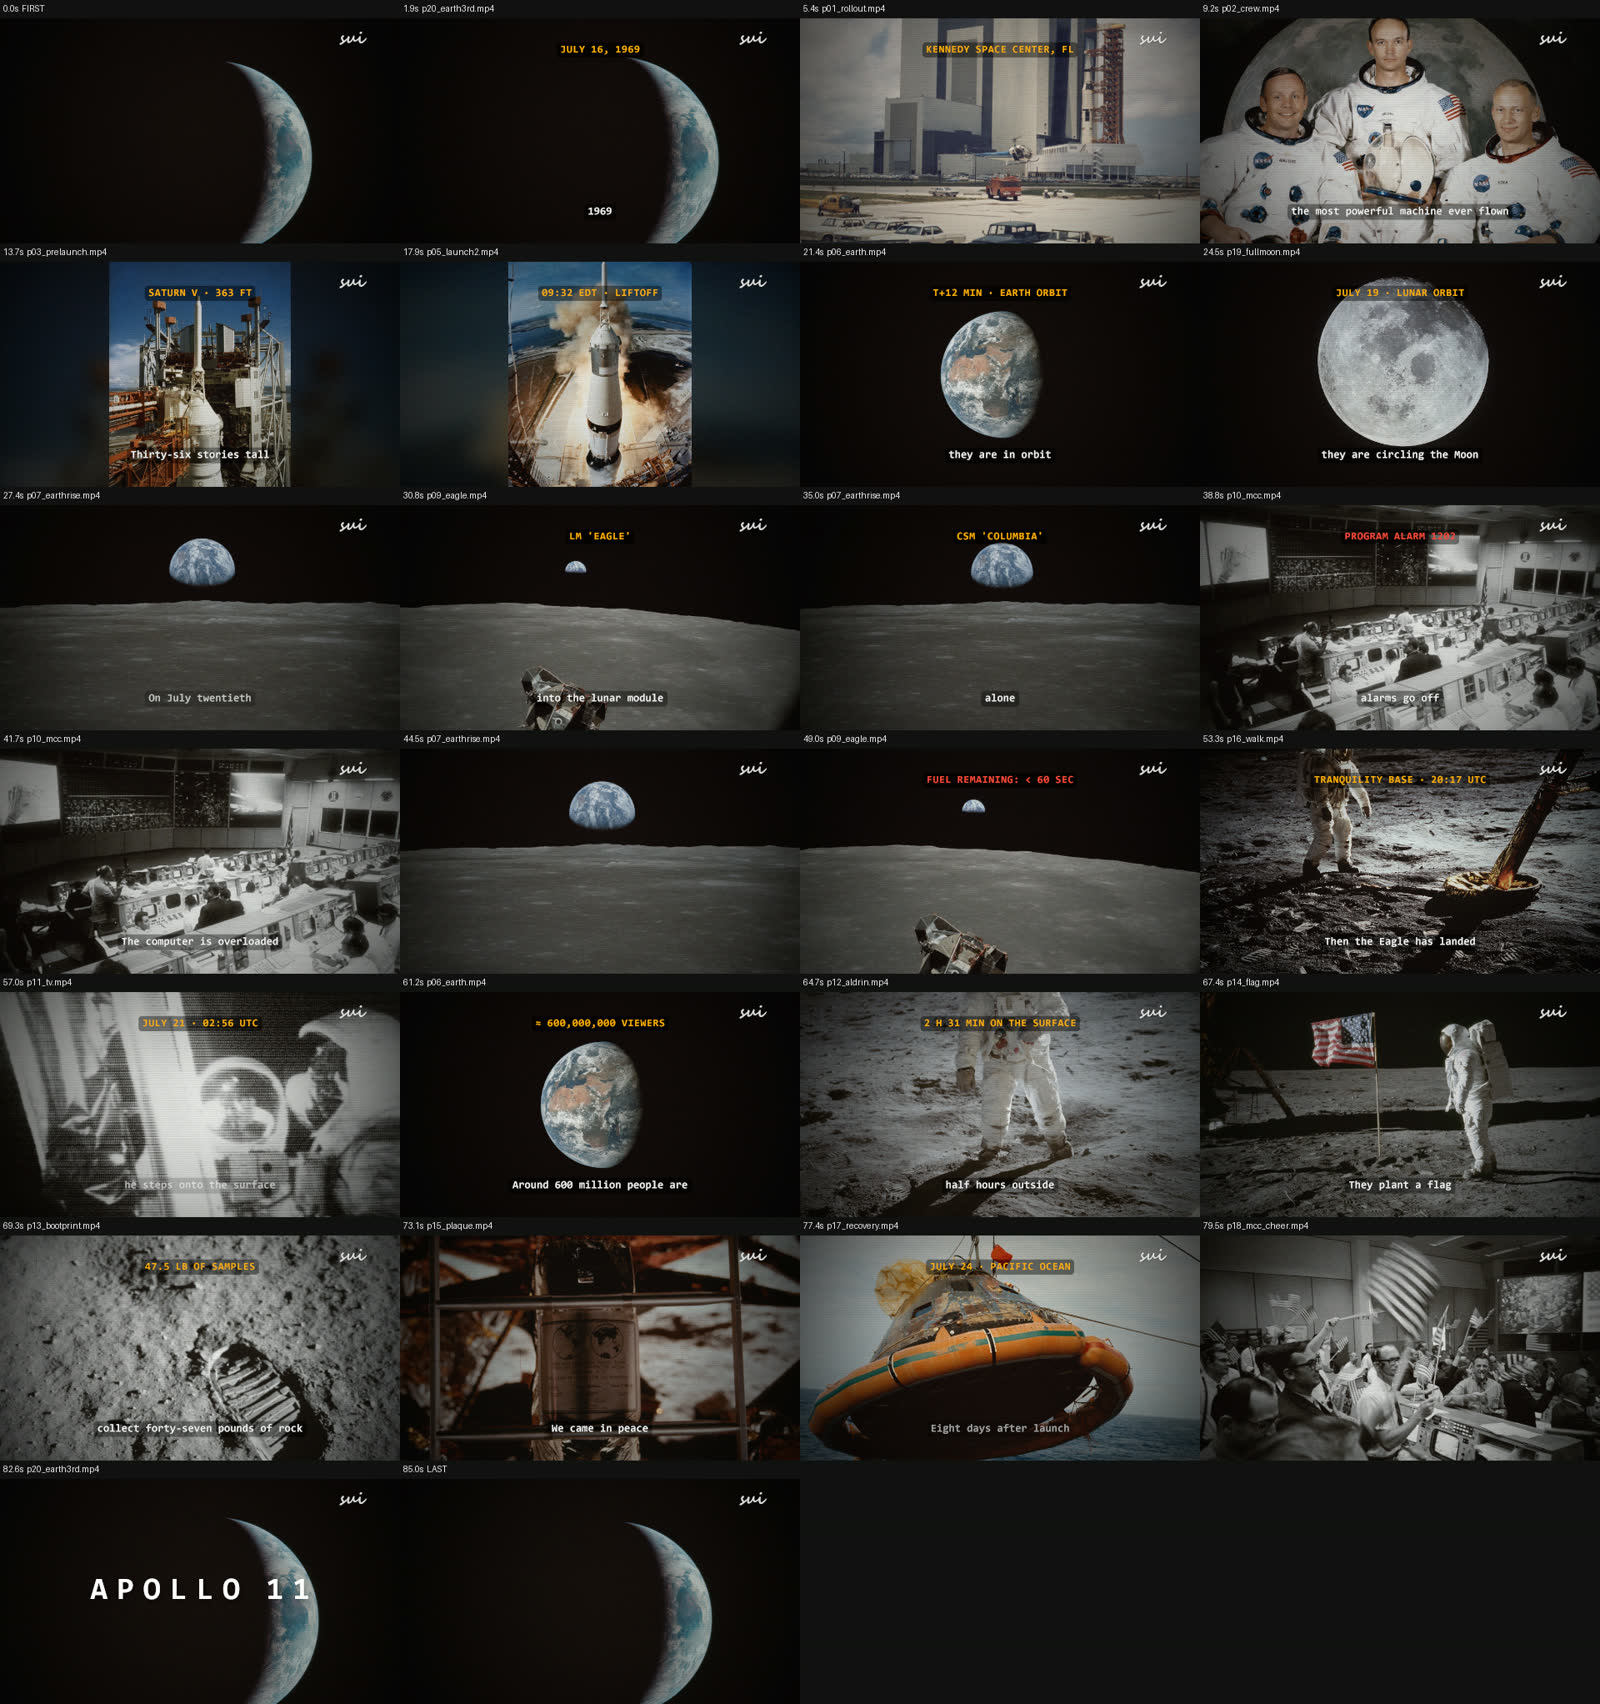 0.0s FIRST
sui
1.9s p20_earth3rd.mp4
sui
JULY 16, 1969
1969
5.4s p01_rollout.mp4
sui
KENNEDY SPACE CENTER, FL
9.2s p02_crew.mp4
sui
NASA
NASA
the most powerful machine ever flown
13.7s p03_prelaunch.mp4
sui
SATURN V · 363 FT
Thirty-six stories tall
17.9s p05_launch2.mp4
sui
09:32 EDT · LIFTOFF
21.4s p06_earth.mp4
sui
T+12 MIN · EARTH ORBIT
they are in orbit
24.5s p19_fullmoon.mp4
sui
JULY 19 · LUNAR ORBIT
they are circling the Moon
27.4s p07_earthrise.mp4
sui
On July twentieth
30.8s p09_eagle.mp4
sui
LM 'EAGLE'
into the lunar module
35.0s p07_earthrise.mp4
sui
CSM 'COLUMBIA'
alone
38.8s p10_mcc.mp4
sui
PROGRAM ALARM 1202
alarms go off
41.7s p10_mcc.mp4
sui
The computer is overloaded
44.5s p07_earthrise.mp4
sui
49.0s p09_eagle.mp4
sui
FUEL REMAINING: < 60 SEC
53.3s p16_walk.mp4
sui
TRANQUILITY BASE · 20:17 UTC
Then the Eagle has landed
57.0s p11_tv.mp4
sui
JULY 21 · 02:56 UTC
he steps onto the surface
61.2s p06_earth.mp4
sui
≈ 600,000,000 VIEWERS
Around 600 million people are
64.7s p12_aldrin.mp4
sui
2 H 31 MIN ON THE SURFACE
half hours outside
67.4s p14_flag.mp4
sui
They plant a flag
69.3s p13_bootprint.mp4
sui
47.5 LB OF SAMPLES
collect forty-seven pounds of rock
73.1s p15_plaque.mp4
sui
We came in peace
77.4s p17_recovery.mp4
sui
JULY 24 · PACIFIC OCEAN
Eight days after launch
79.5s p18_mcc_cheer.mp4
sui
82.6s p20_earth3rd.mp4
sui
APOLLO 11
85.0s LAST
sui